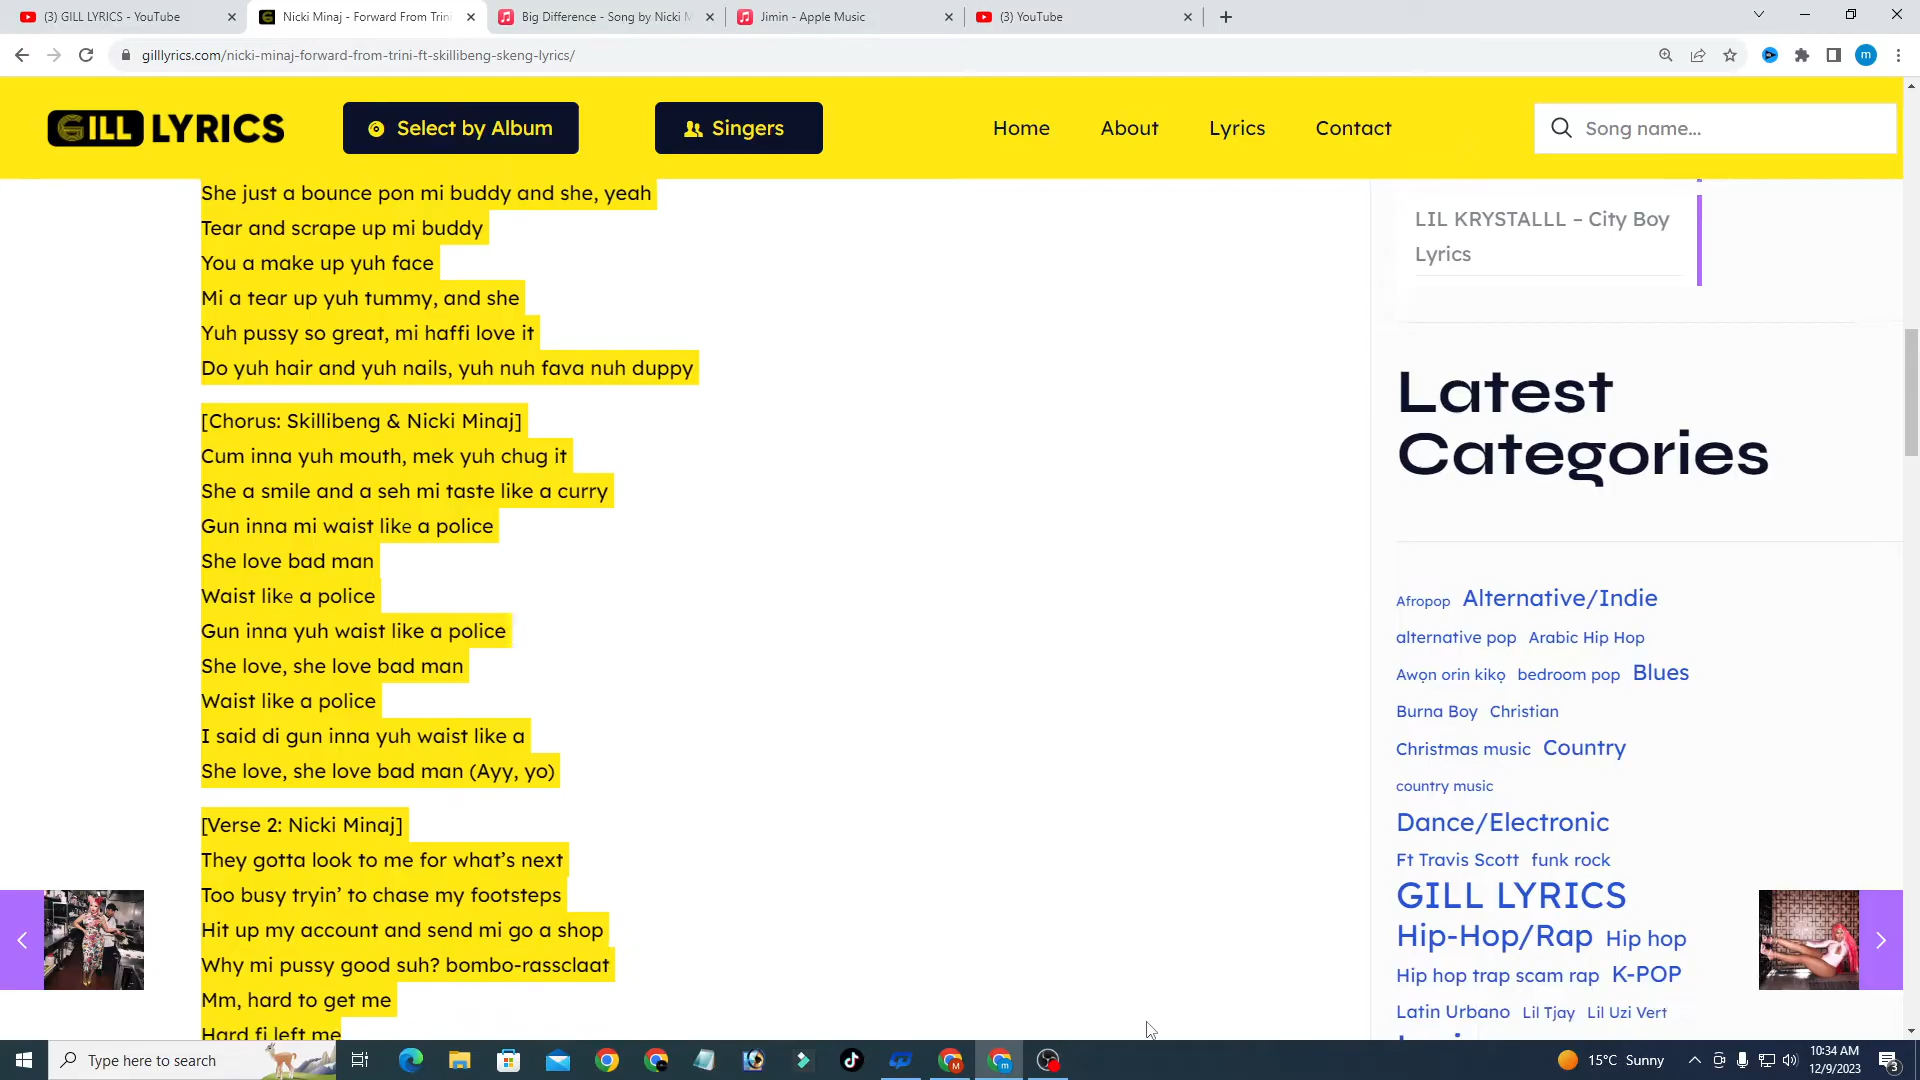 (3) GILL LYRICS - YouTube
Nicki Minaj - Forward From Trini
Big Difference - Song by Nicki M
Jimin - Apple Music
(3) YouTube
gilllyrics.com/nicki-minaj-forward-from-trini-ft-skillibeng-skeng-lyrics/
m
GILL LYRICS
Select by Album
Singers
Home
About
Lyrics
Contact
Song name...
She just a bounce pon mi buddy and she, yeah
Tear and scrape up mi buddy
You a make up yuh face
Mi a tear up yuh tummy, and she
Yuh pussy so great, mi haffi love it
Do yuh hair and yuh nails, yuh nuh fava nuh duppy
[Chorus: Skillibeng & Nicki Minaj]
Cum inna yuh mouth, mek yuh chug it
She a smile and a seh mi taste like a curry
Gun inna mi waist like a police
She love bad man
Waist like a police
Gun inna yuh waist like a police
She love, she love bad man
Waist like a police
I said di gun inna yuh waist like a
She love, she love bad man (Ayy, yo)
[Verse 2: Nicki Minaj]
They gotta look to me for what’s next
Too busy tryin’ to chase my footsteps
Hit up my account and send mi go a shop
Why mi pussy good suh? bombo-rassclaat
Mm, hard to get me
Hard fi left me
LIL KRYSTALLL – City Boy
Lyrics
Latest
Categories
Afropop Alternative/Indie
alternative pop Arabic Hip Hop
Awọn orin kikọ bedroom pop Blues
Burna Boy Christian
Christmas music Country
country music
Dance/Electronic
Ft Travis Scott funk rock
GILL LYRICS
Hip-Hop/Rap Hip hop
Hip hop trap scam rap K-POP
Latin Urbano Lil Tjay Lil Uzi Vert
Type here to search
15°C Sunny
10:34 AM
12/9/2023
3